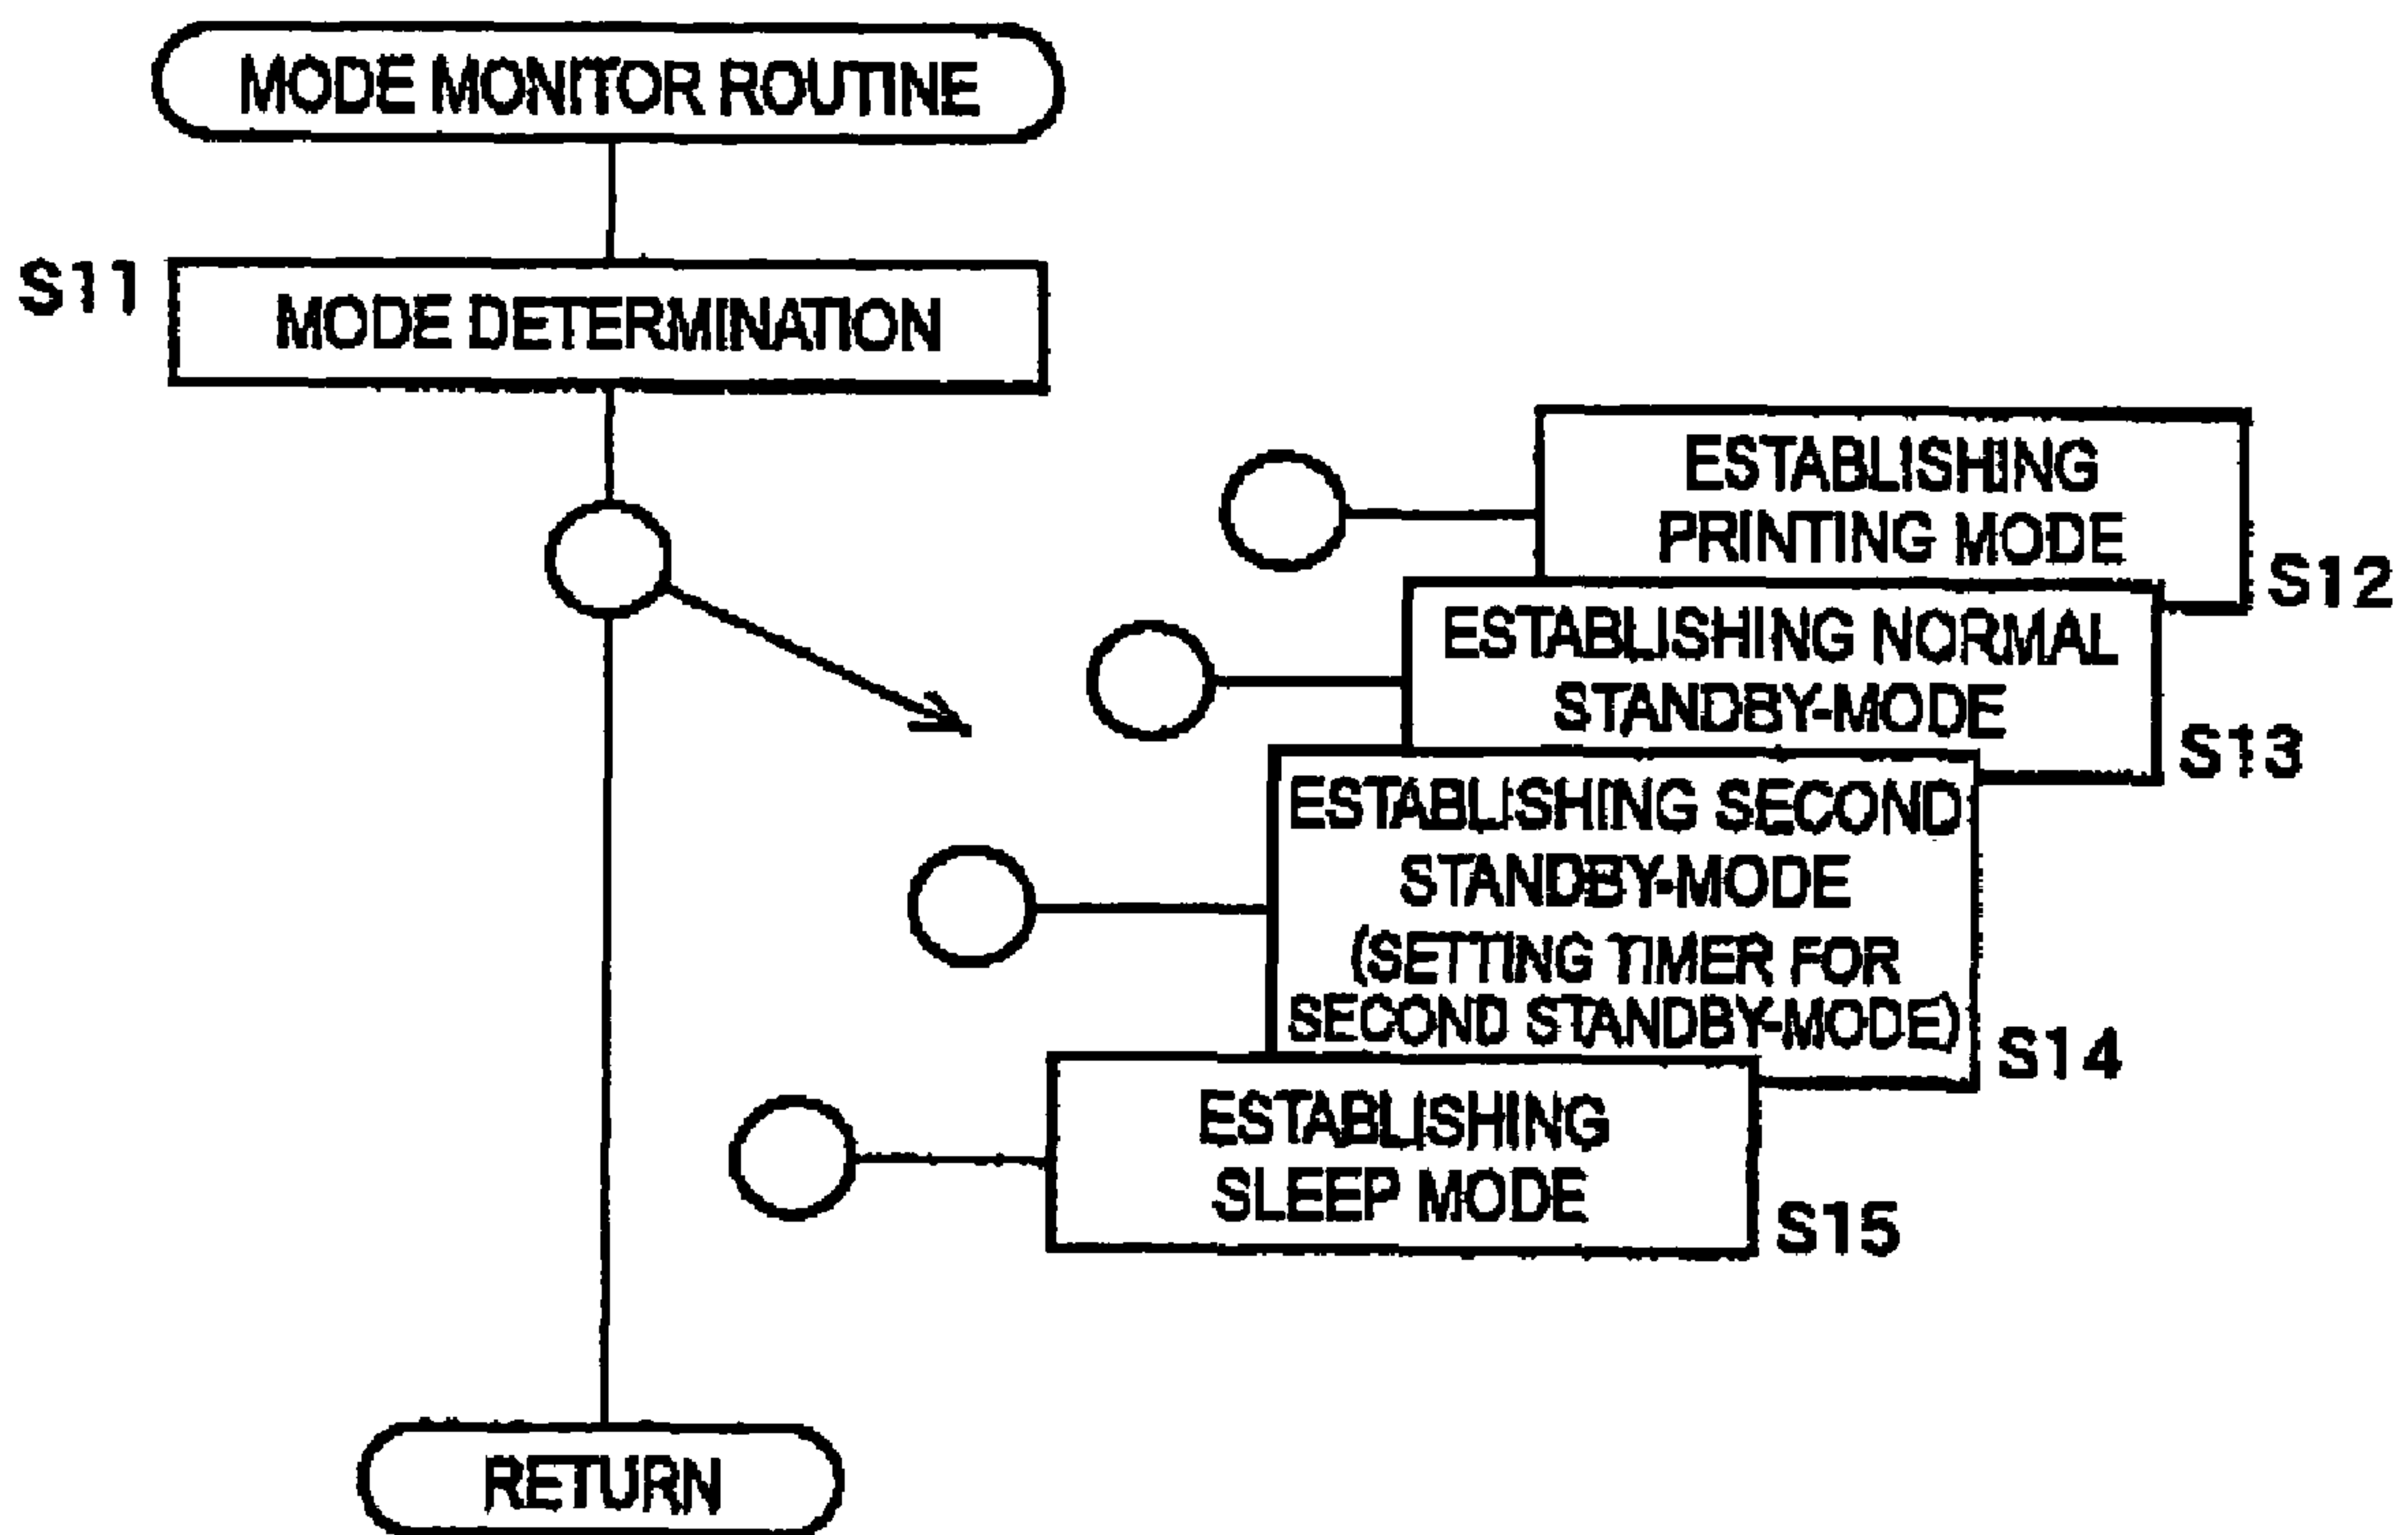 MODE MONITOR ROUTINE
S11
MODE DETERMINATION
ESTABLISHING
PRINTING MODE
S12
ESTABLISHING NORMAL
STANDBY-MODE
S13
ESTABLISHING SECOND
STANDBY-MODE
(SETTING TIMER FOR
SECOND STANDBY-MODE)
S14
ESTABLISHING
SLEEP MODE
S15
RETURN